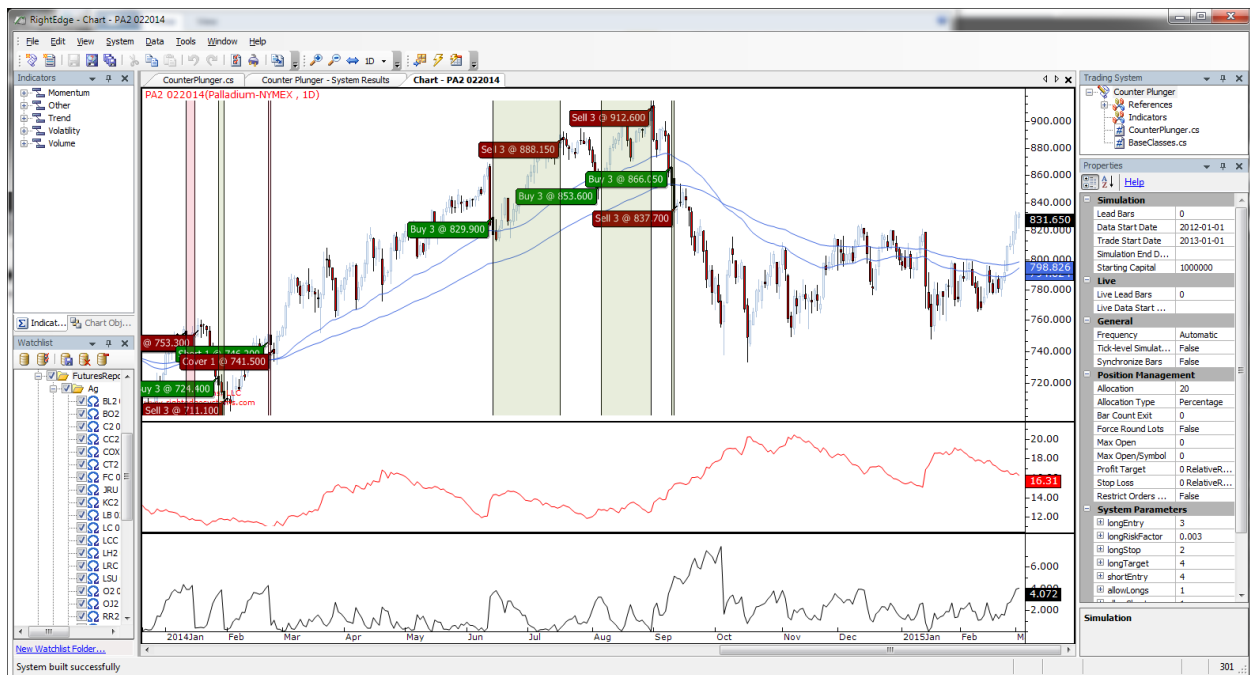 RightEdge - Chart - PA2 022014
File Edit View System Data Tools Window Help
1D
Indicators
Momentum
Other
Trend
Volatility
Volume
Indicat... Chart Obj...
Watchlist
FuturesRepc
Ag
BL2
BO2
C2 0
CC2
COX
CT2
FC 0
JRU
KC2
LB 0
LC 0
LCC
LH2
LRC
LSU
O2 0
OJ2
RR2
New Watchlist Folder...
System built successfully
CounterPlunger.cs Counter Plunger - System Results Chart - PA2 022014
PA2 022014(Palladium-NYMEX , 1D)
Sell 3 @ 912.600
Sell 3 @ 888.150
Buy 3 @ 866.050
Buy 3 @ 853.600
Sell 3 @ 837.700
Buy 3 @ 829.900
@ 753.300
Cover 1 @ 741.500
uy 3 @ 724.400
Sell 3 @ 711.100
900.000
880.000
860.000
840.000
831.650
820.000
800.000
798.826
780.000
760.000
740.000
720.000
20.00
18.00
16.31
14.00
12.00
6.000
4.072
2.000
2014Jan Feb Mar Apr May Jun Jul Aug Sep Oct Nov Dec 2015Jan Feb M
Trading System
Counter Plunger
References
Indicators
CounterPlunger.cs
BaseClasses.cs
Properties
Help
Simulation
Lead Bars 0
Data Start Date 2012-01-01
Trade Start Date 2013-01-01
Simulation End D...
Starting Capital 1000000
Live
Live Lead Bars 0
Live Data Start ...
General
Frequency Automatic
Tick-level Simulat... False
Synchronize Bars False
Position Management
Allocation 20
Allocation Type Percentage
Bar Count Exit 0
Force Round Lots False
Max Open 0
Max Open/Symbol 0
Profit Target 0 RelativeR...
Stop Loss 0 RelativeR...
Restrict Orders ... False
System Parameters
longEntry 3
longRiskFactor 0.003
longStop 2
longTarget 4
shortEntry 4
allowLongs 1
Simulation
301